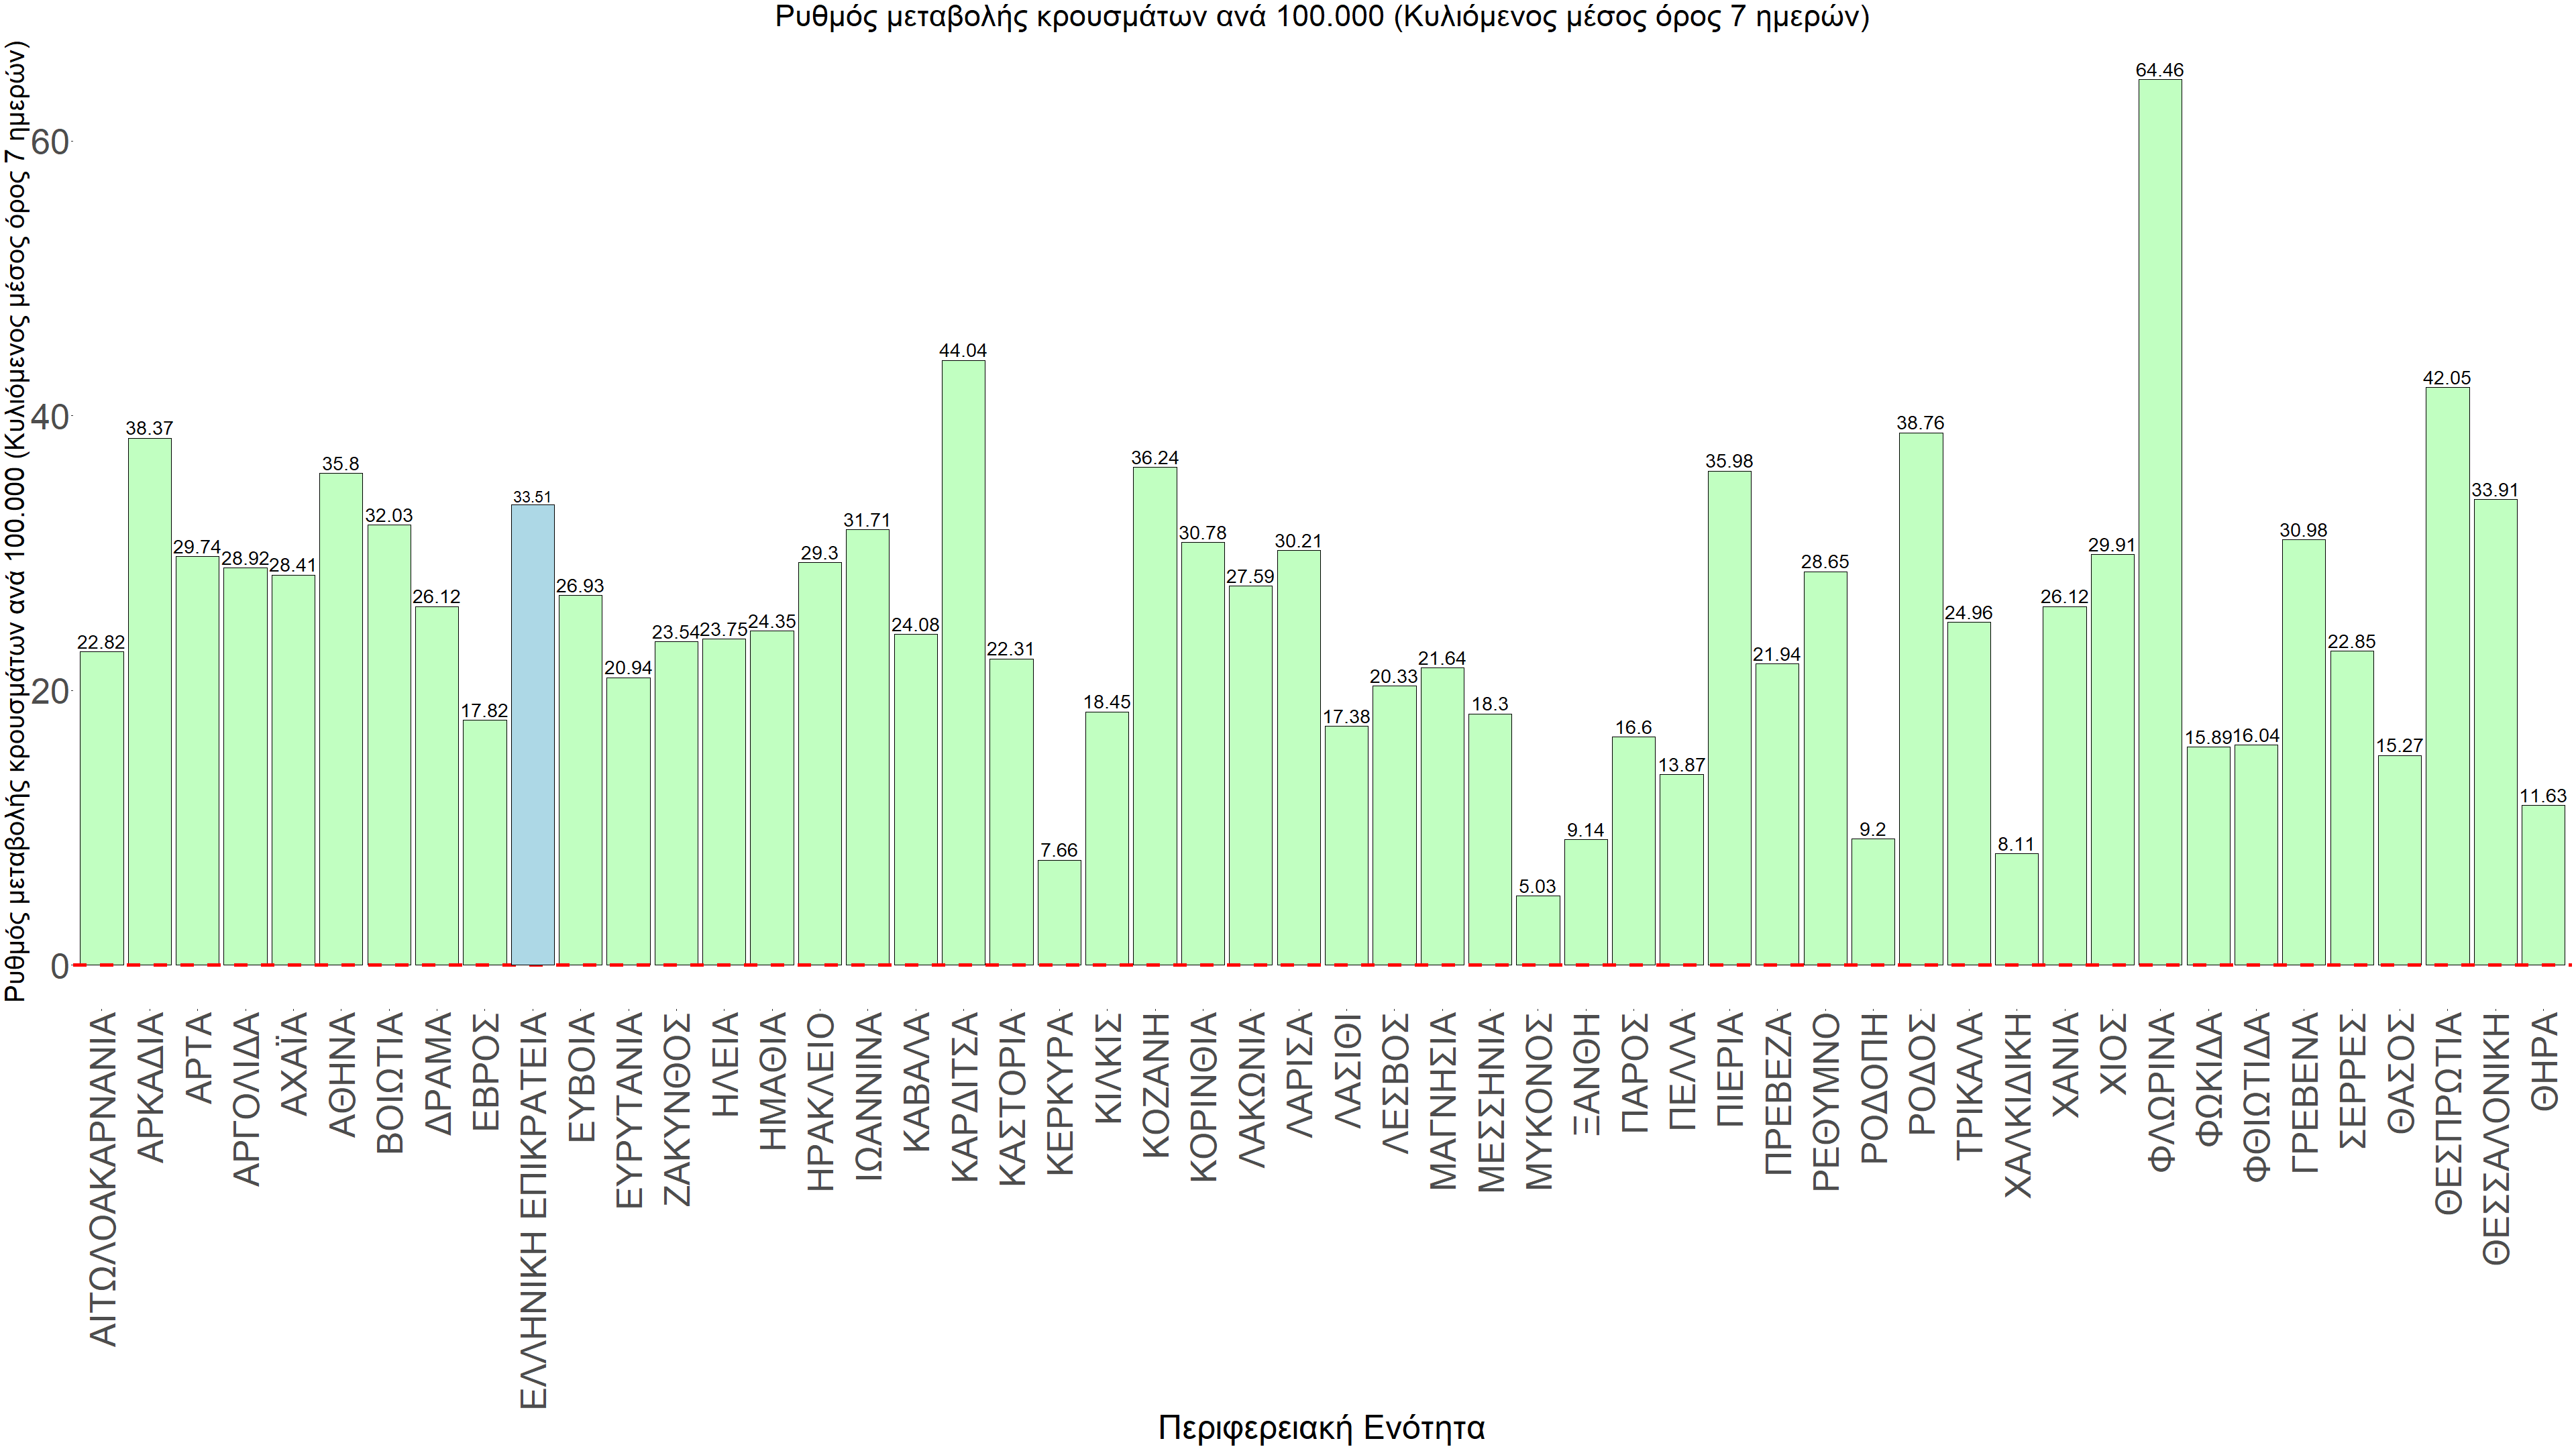 Ρυθμός μεταβολής κρουσμάτων ανά 100.000 (Κυλιόμενος μέσος όρος 7 ημερών)
Ρυθμός μεταβολής κρουσμάτων ανά 100.000 (Κυλιόμενος μέσος όρος 7 ημερών)
60
40
20
0
22.82
38.37
29.74
28.92
28.41
35.8
32.03
26.12
17.82
33.51
26.93
20.94
23.54
23.75
24.35
29.3
31.71
24.08
44.04
22.31
7.66
18.45
36.24
30.78
27.59
30.21
17.38
20.33
21.64
18.3
5.03
9.14
16.6
13.87
35.98
21.94
28.65
9.2
38.76
24.96
8.11
26.12
29.91
64.46
15.89
16.04
30.98
22.85
15.27
42.05
33.91
11.63
ΑΙΤΩΛΟΑΚΑΡΝΑΝΙΑ
ΑΡΚΑΔΙΑ
ΑΡΤΑ
ΑΡΓΟΛΙΔΑ
ΑΧΑΪΑ
ΑΘΗΝΑ
ΒΟΙΩΤΙΑ
ΔΡΑΜΑ
ΕΒΡΟΣ
ΕΛΛΗΝΙΚΗ ΕΠΙΚΡΑΤΕΙΑ
ΕΥΒΟΙΑ
ΕΥΡΥΤΑΝΙΑ
ΖΑΚΥΝΘΟΣ
ΗΛΕΙΑ
ΗΜΑΘΙΑ
ΗΡΑΚΛΕΙΟ
ΙΩΑΝΝΙΝΑ
ΚΑΒΑΛΑ
ΚΑΡΔΙΤΣΑ
ΚΑΣΤΟΡΙΑ
ΚΕΡΚΥΡΑ
ΚΙΛΚΙΣ
ΚΟΖΑΝΗ
ΚΟΡΙΝΘΙΑ
ΛΑΚΩΝΙΑ
ΛΑΡΙΣΑ
ΛΑΣΙΘΙ
ΛΕΣΒΟΣ
ΜΑΓΝΗΣΙΑ
ΜΕΣΣΗΝΙΑ
ΜΥΚΟΝΟΣ
ΞΑΝΘΗ
ΠΑΡΟΣ
ΠΕΛΛΑ
ΠΙΕΡΙΑ
ΠΡΕΒΕΖΑ
ΡΕΘΥΜΝΟ
ΡΟΔΟΠΗ
ΡΟΔΟΣ
ΤΡΙΚΑΛΑ
ΧΑΛΚΙΔΙΚΗ
ΧΑΝΙΑ
ΧΙΟΣ
ΦΛΩΡΙΝΑ
ΦΩΚΙΔΑ
ΦΘΙΩΤΙΔΑ
ΓΡΕΒΕΝΑ
ΣΕΡΡΕΣ
ΘΑΣΟΣ
ΘΕΣΠΡΩΤΙΑ
ΘΕΣΣΑΛΟΝΙΚΗ
ΘΗΡΑ
Περιφερειακή Ενότητα